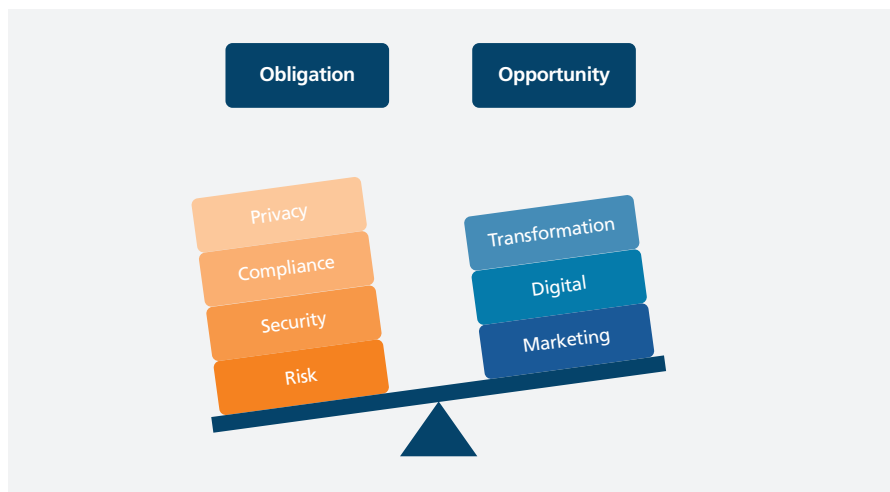 Obligation
Opportunity
Privacy
Compliance
Security
Risk
Transformation
Digital
Marketing